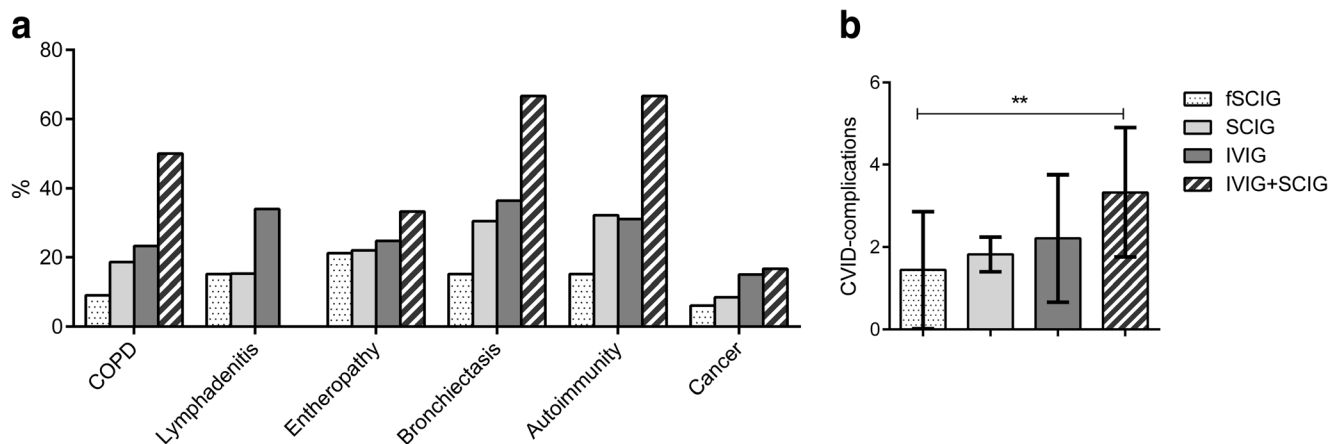 a
80
60
40
20
0
%
COPD
Lymphadenitis
Entheropathy
Bronchiectasis
Autoimmunity
Cancer
b
6
4
2
0
CVID-complications
**
fSCIG
SCIG
IVIG
IVIG+SCIG